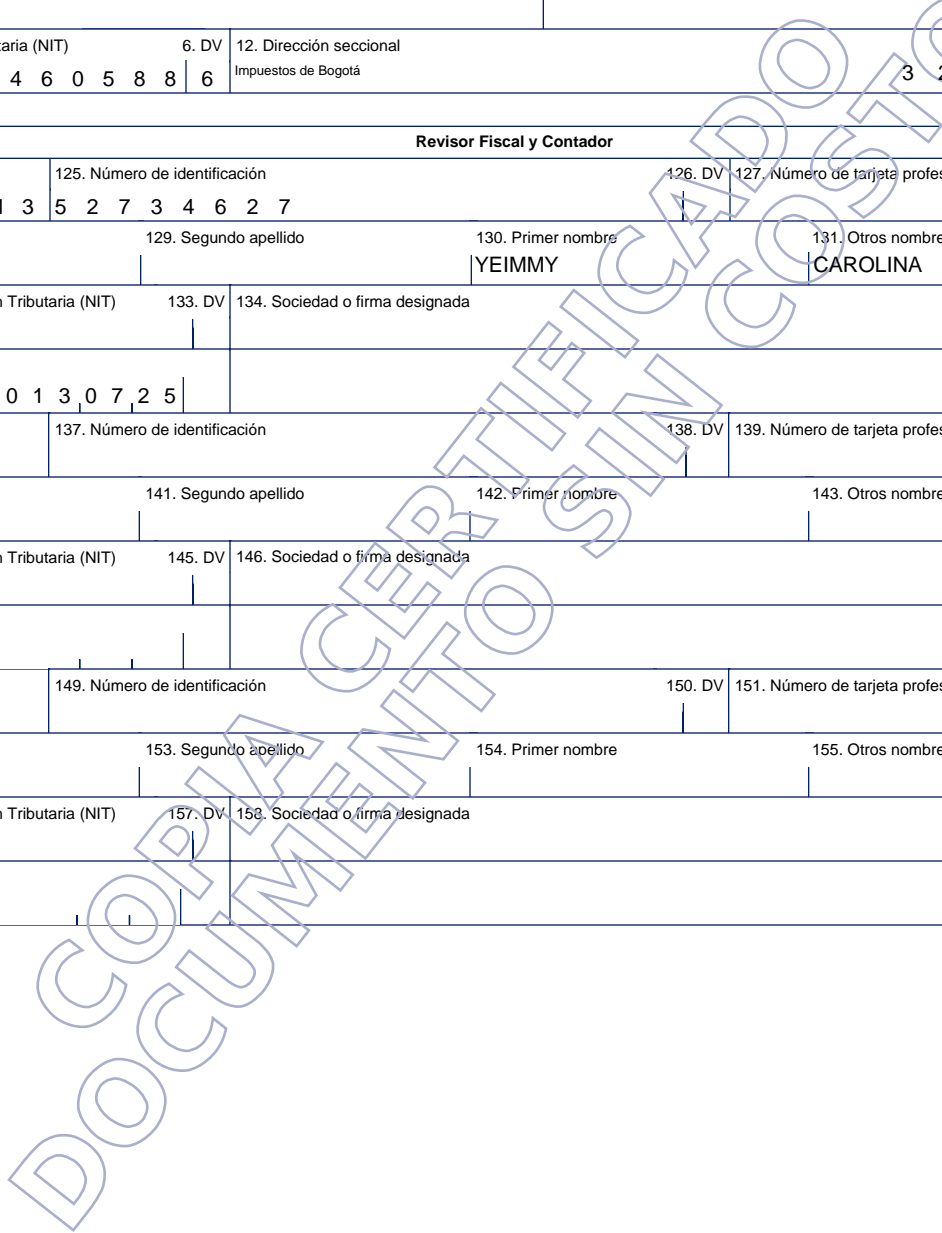 taria (NIT) 6. DV 12. Dirección seccional
4 6 0 5 8 8 6 Impuestos de Bogotá 3 2
Revisor Fiscal y Contador
125. Número de identificación 126. DV 127. Número de tarjeta profes
1 3 5 2 7 3 4 6 2 7
129. Segundo apellido 130. Primer nombre 131. Otros nombre
YEIMMY CAROLINA
n Tributaria (NIT) 133. DV 134. Sociedad o firma designada
0 1 3 0 7 2 5
137. Número de identificación 138. DV 139. Número de tarjeta profes
141. Segundo apellido 142. Primer nombre 143. Otros nombre
n Tributaria (NIT) 145. DV 146. Sociedad o firma designada
149. Número de identificación 150. DV 151. Número de tarjeta profes
153. Segundo apellido 154. Primer nombre 155. Otros nombre
n Tributaria (NIT) 157. DV 158. Sociedad o firma designada
COPIA CERTIFICADO
DOCUMENTO SIN COSTO